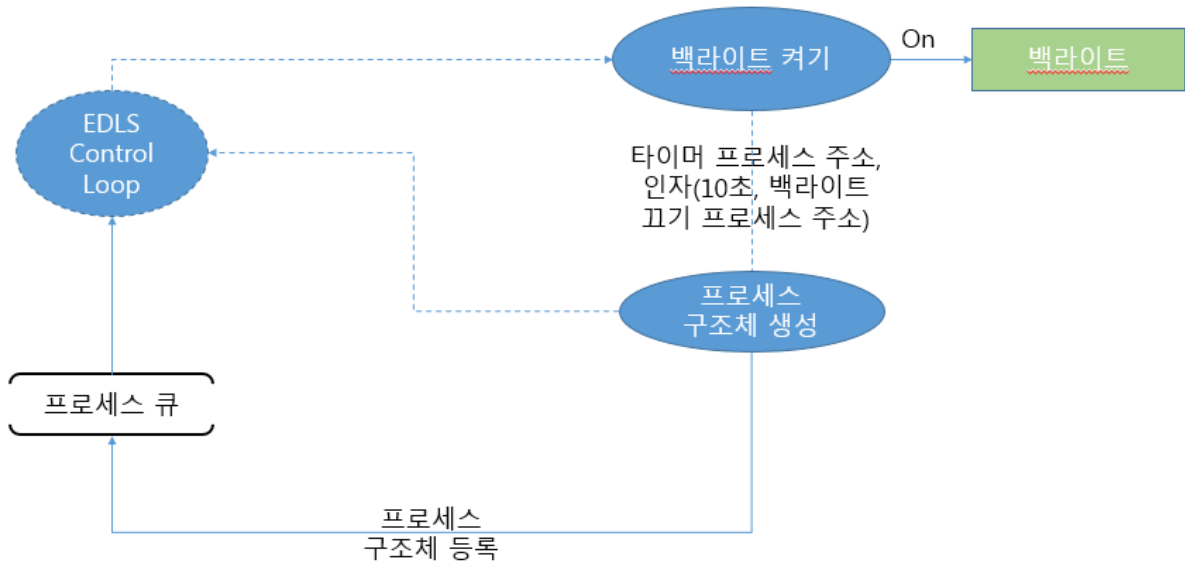 백라이트 켜기
On
백라이트
EDLS
Control
Loop
타이머 프로세스 주소,
인자(10초, 백라이트
끄기 프로세스 주소)
프로세스
구조체 생성
프로세스 큐
프로세스
구조체 등록